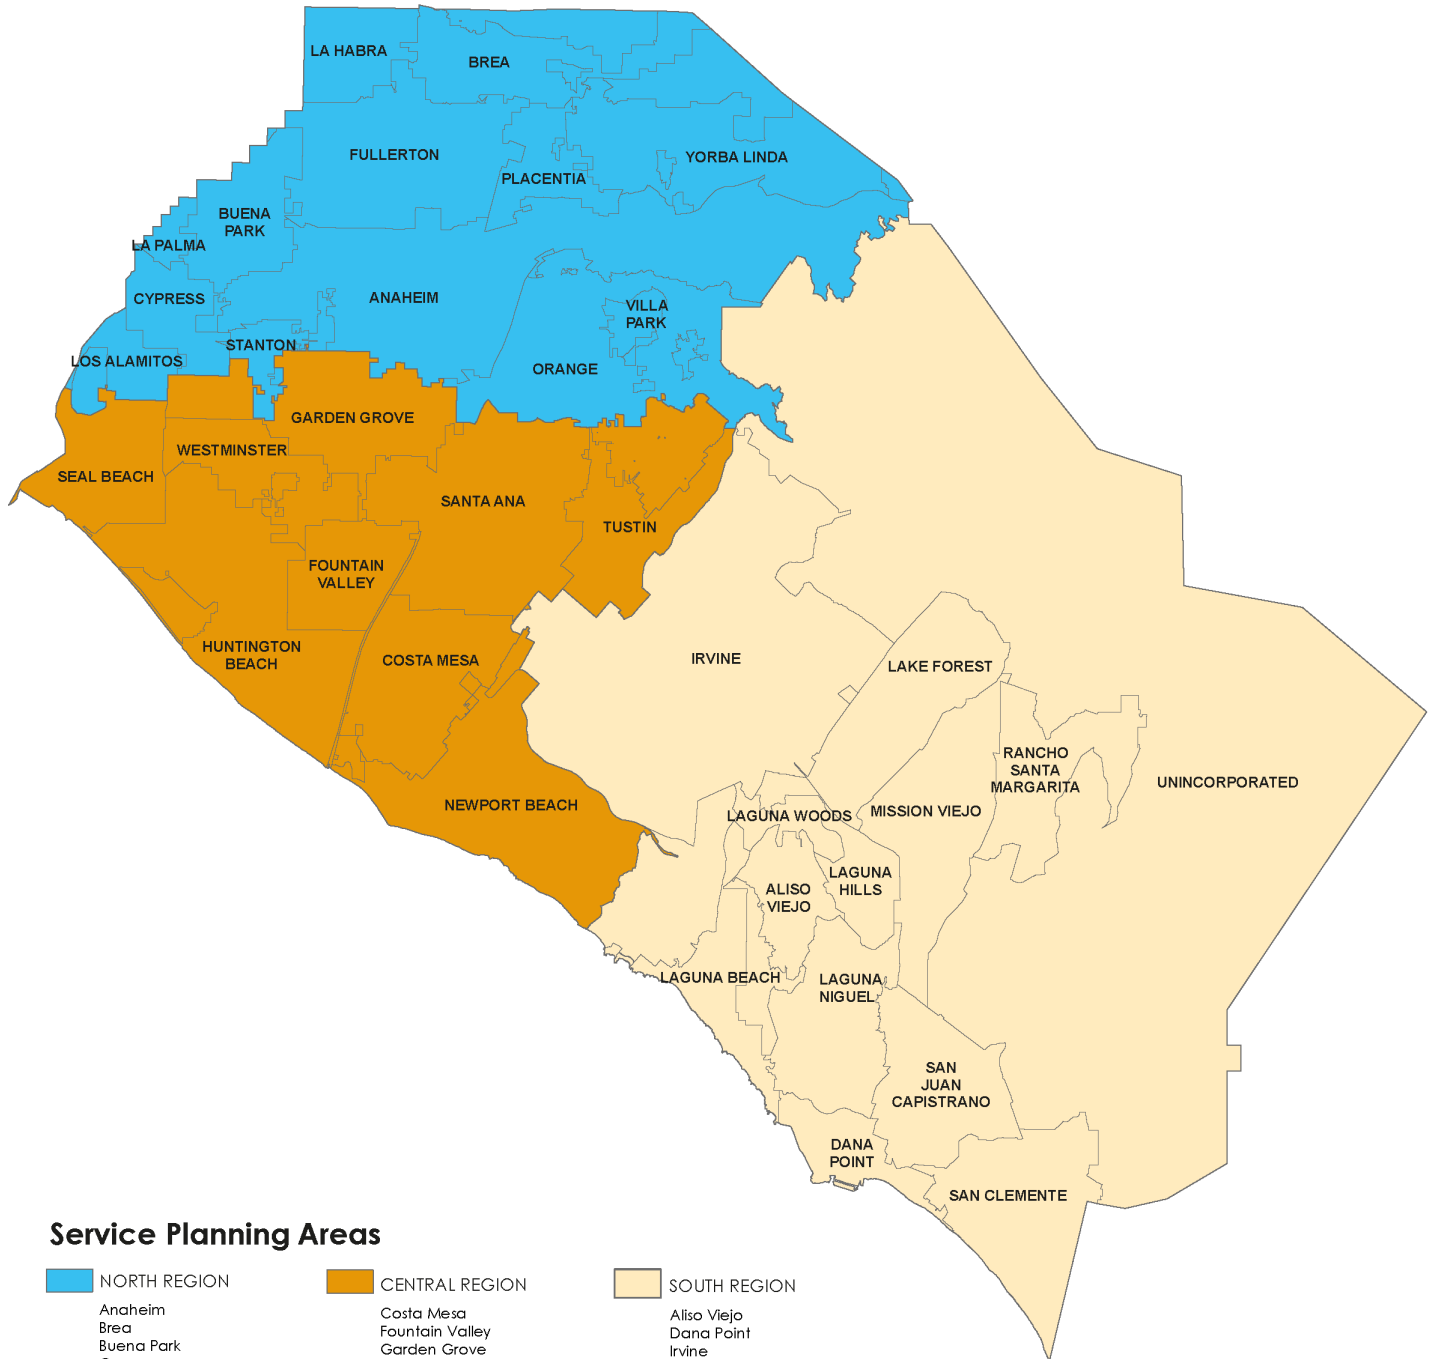 LA HABRA
BREA
FULLERTON
YORBA LINDA
PLACENTIA
BUENA
PARK
LA PALMA
CYPRESS
ANAHEIM
VILLA
PARK
STANTON
LOS ALAMITOS
ORANGE
GARDEN GROVE
WESTMINSTER
SEAL BEACH
SANTA ANA
TUSTIN
FOUNTAIN
VALLEY
HUNTINGTON
BEACH
COSTA MESA
IRVINE
LAKE FOREST
RANCHO
SANTA
MARGARITA
UNINCORPORATED
NEWPORT BEACH
LAGUNA WOODS
MISSION VIEJO
LAGUNA
HILLS
ALISO
VIEJO
LAGUNA BEACH
LAGUNA
NIGUEL
SAN
JUAN
CAPISTRANO
DANA
POINT
SAN CLEMENTE
Service Planning Areas
NORTH REGION
Anaheim
Brea
Buena Park
CENTRAL REGION
Costa Mesa
Fountain Valley
Garden Grove
SOUTH REGION
Aliso Viejo
Dana Point
Irvine